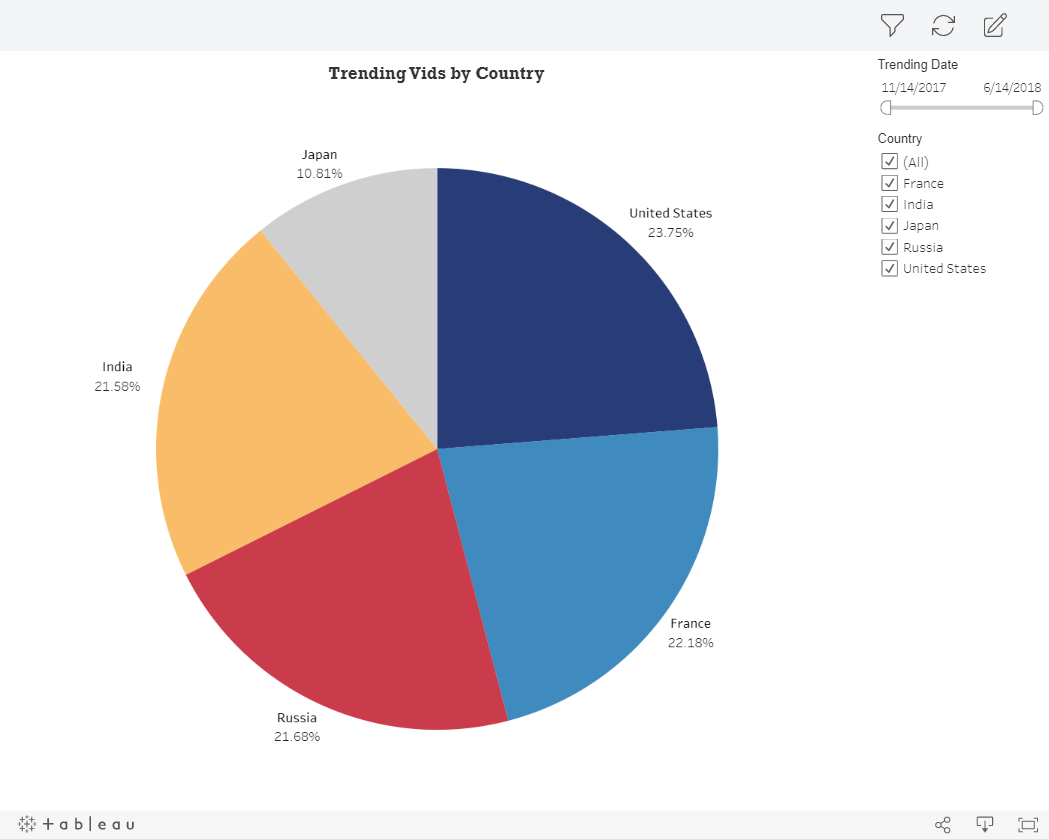 Trending Vids by Country
Trending Date
11/14/2017 6/14/2018
Country
(All)
France
India
Japan
Russia
United States
Japan
10.81%
United States
23.75%
India
21.58%
France
22.18%
Russia
21.68%
+ a b l e a u